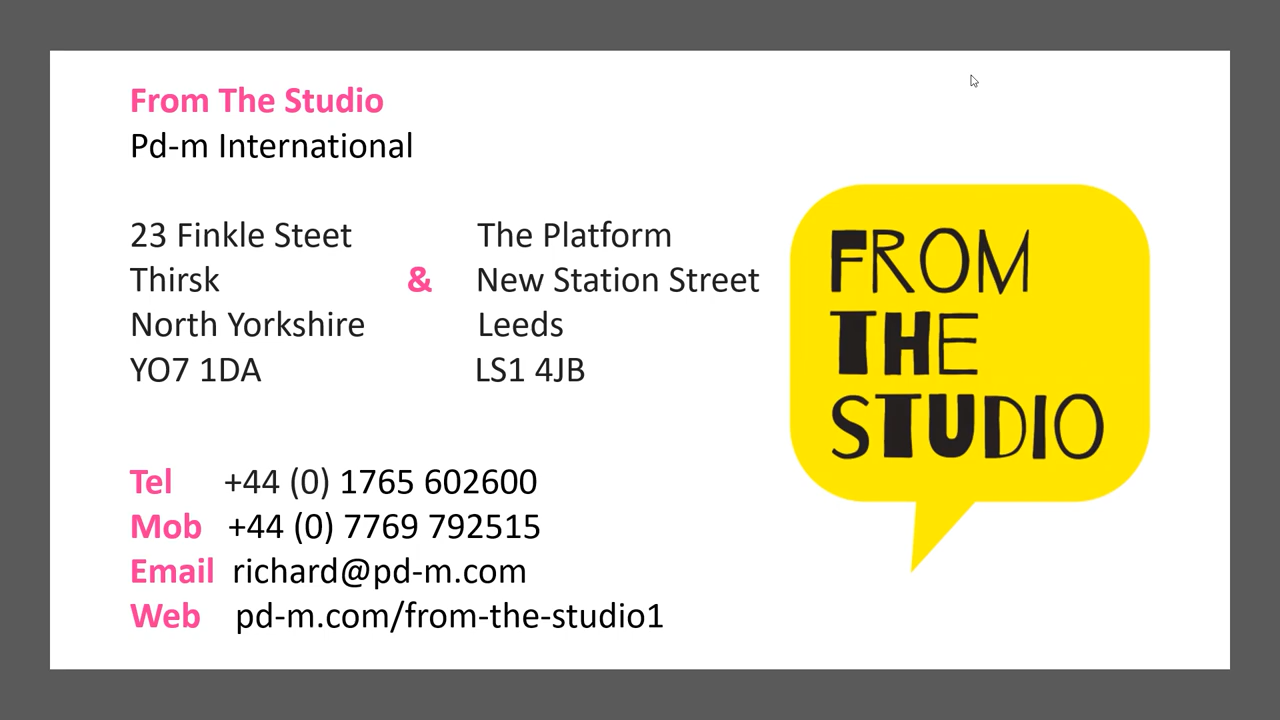 From The Studio
Pd-m International
23 Finkle Steet
Thirsk
North Yorkshire
YO7 1DA
&
The Platform
New Station Street
Leeds
LS1 4JB
Tel +44 (0) 1765 602600
Mob +44 (0) 7769 792515
Email richard@pd-m.com
Web pd-m.com/from-the-studio1
FROM
THE
STUDIO